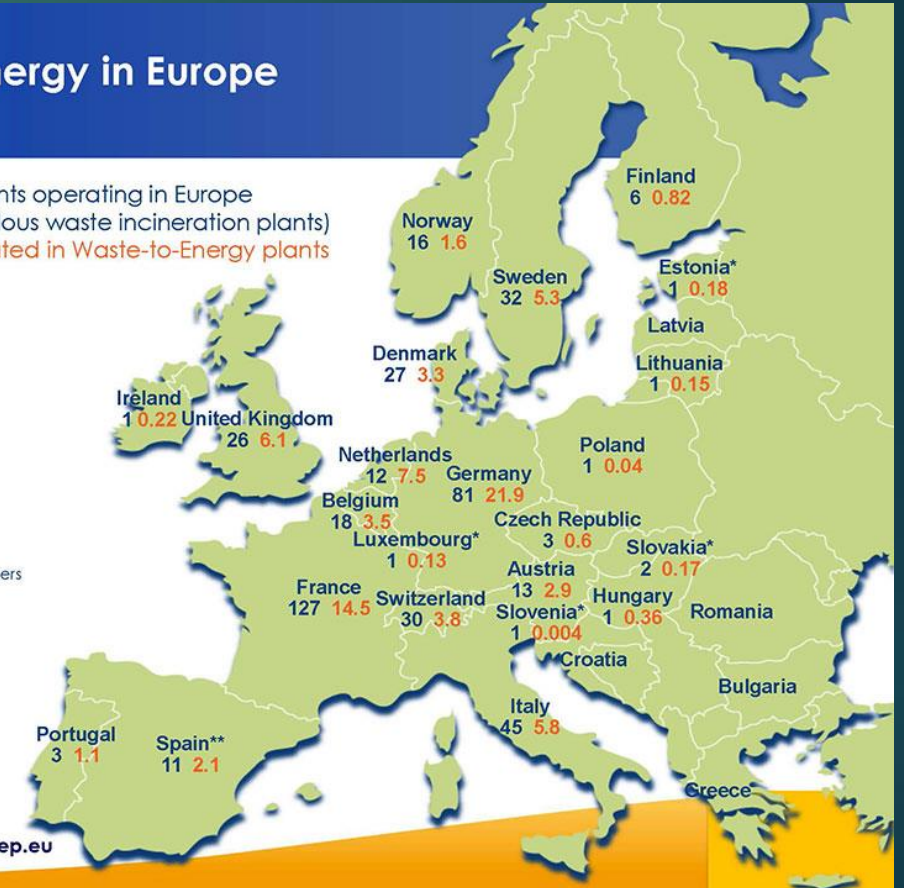 ergy in Europe
nts operating in Europe
ious waste incineration plants)
ted in Waste-to-Energy plants
Finland
6 0.82
Norway
16 1.6
Sweden
32 5.3
Estonia*
1 0.18
Latvia
Denmark
27 3.3
Lithuania
1 0.15
Ireland
1 0.22
United Kingdom
26 6.1
Netherlands
12 7.5
Germany
81 21.9
Poland
1 0.04
Belgium
18 3.5
Czech Republic
3 0.6
Luxembourg*
1 0.13
Slovakia*
2 0.17
ers
France
127 14.5
Switzerland
30 3.8
Austria
13 2.9
Hungary
1 0.36
Slovenia*
1 0.004
Romania
Croatia
Bulgaria
Italy
45 5.8
Portugal
3 1.1
Spain**
11 2.1
Greece
ep.eu